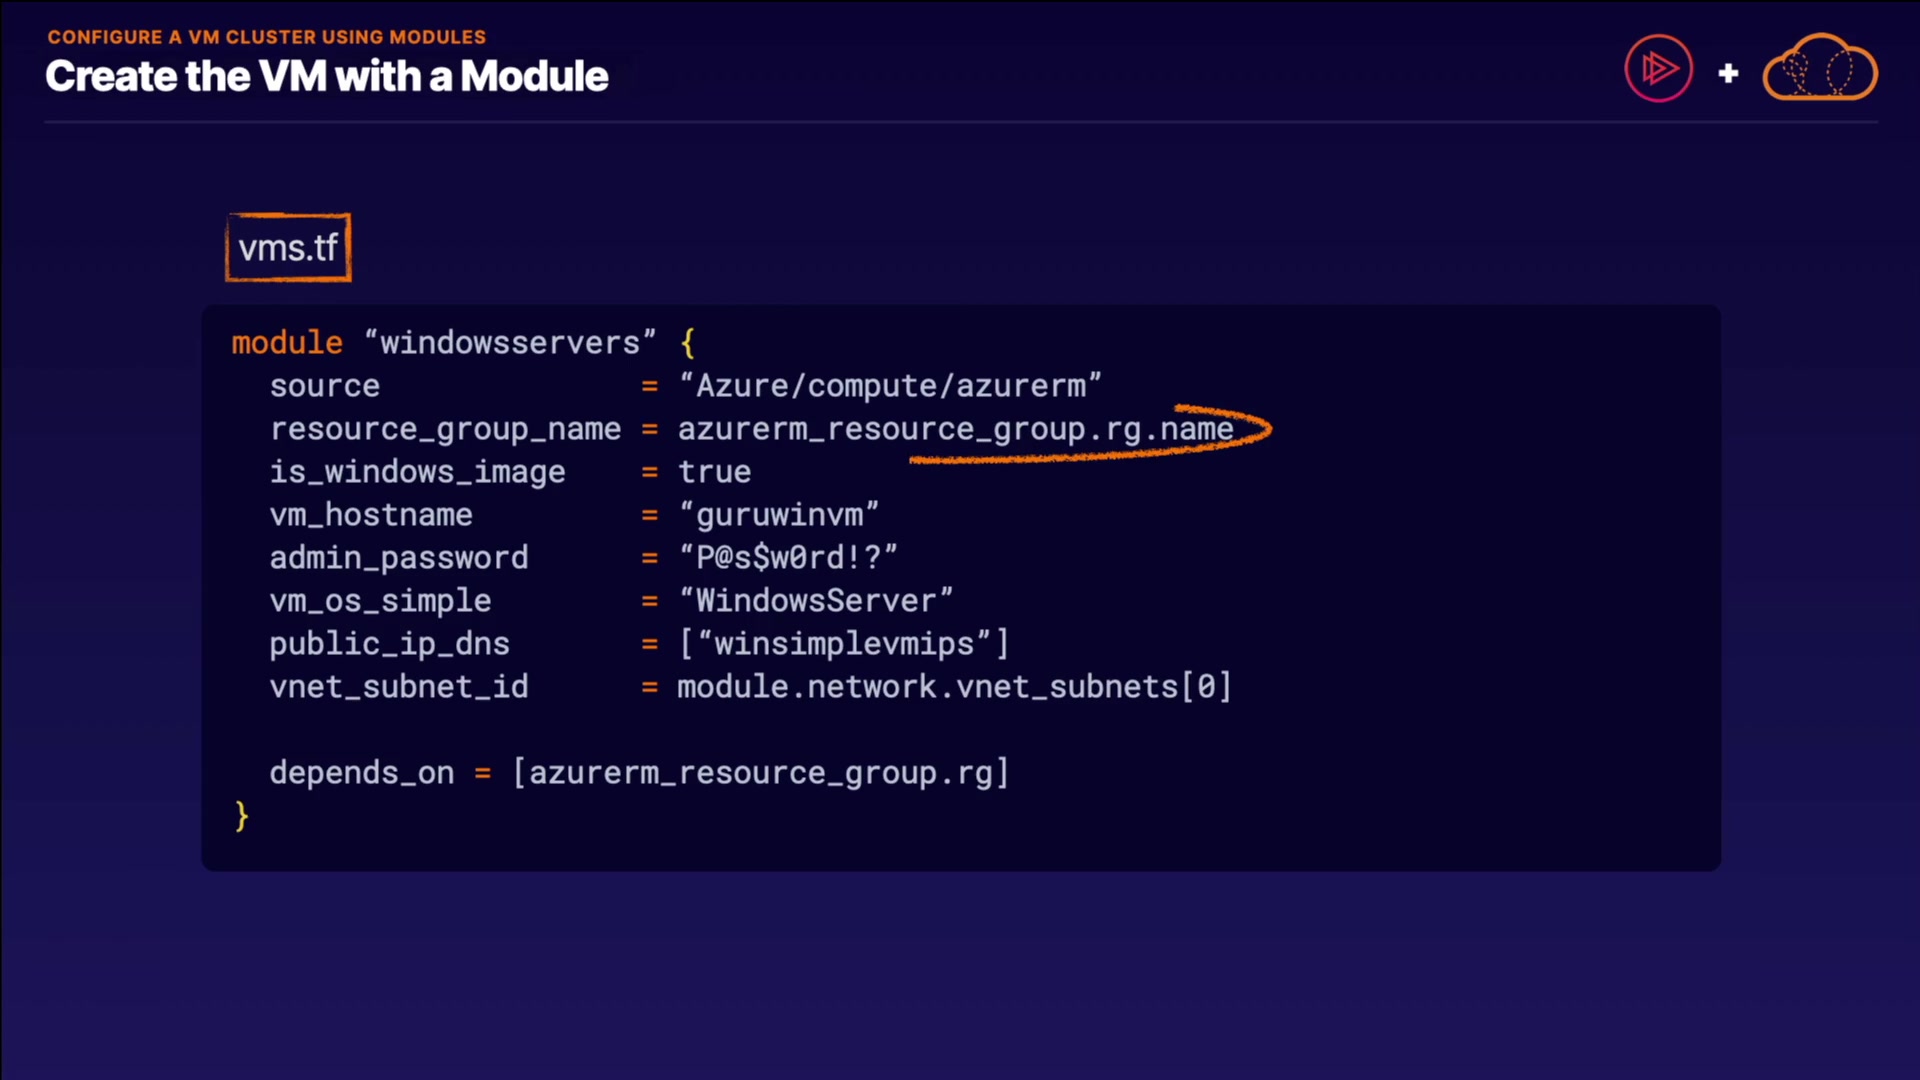 CONFIGURE A VM CLUSTER USING MODULES
Create the VM with a Module
+
vms.tf
module “windowsservers” {
  source              = “Azure/compute/azurerm”
  resource_group_name = azurerm_resource_group.rg.name
  is_windows_image    = true
  vm_hostname         = “guruwinvm”
  admin_password      = “P@s$w0rd!?”
  vm_os_simple        = “WindowsServer”
  public_ip_dns       = [“winsimplevmips”]
  vnet_subnet_id      = module.network.vnet_subnets[0]
  depends_on = [azurerm_resource_group.rg]
}